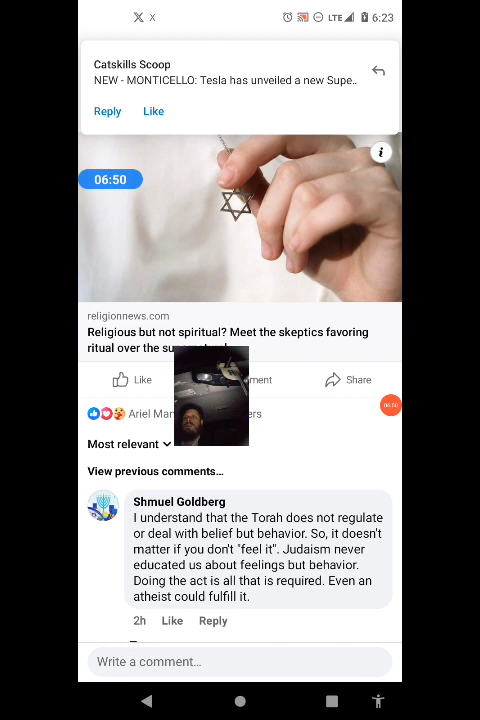 X X
LTE 6:23
Catskills Scoop
NEW - MONTICELLO: Tesla has unveiled a new Supe..
Reply Like
06:50
religionnews.com
Religious but not spiritual? Meet the skeptics favoring
ritual over the
Like Share
06:50
Ariel
Most relevant
View previous comments...
Shmuel Goldberg
I understand that the Torah does not regulate
or deal with belief but behavior. So, it doesn't
matter if you don't "feel it". Judaism never
educated us about feelings but behavior.
Doing the act is all that is required. Even an
atheist could fulfill it.
2h Like Reply
Write a comment...